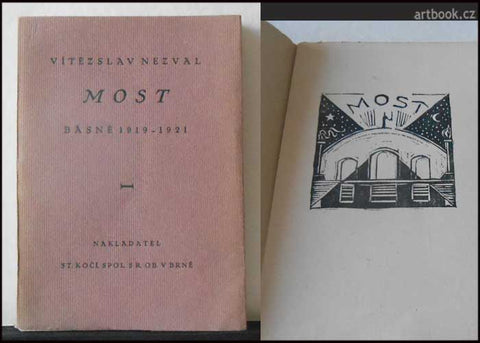 artbook.cz
VÍTĚZSLAV NEZVAL
MOST
BÁSNĚ 1919-1921
I
NAKLADATEL
ST. KOČÍ, SPOL. S R. OB. V BRNĚ
MOST
N